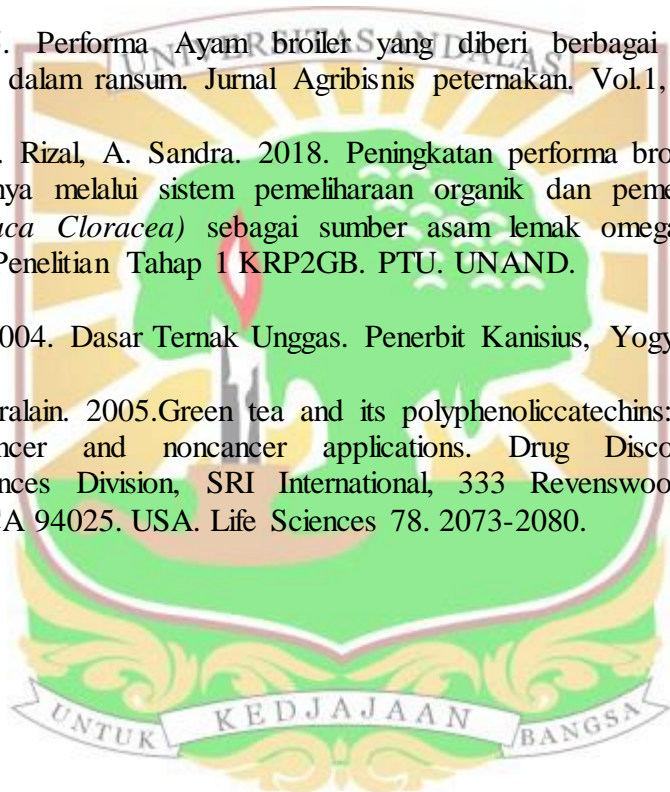 . Performa Ayam broiler yang diberi berbagai
UNIVERSITAS ANDALAS
dalam ransum. Jurnal Agribisnis peternakan. Vol.1,
. Rizal, A. Sandra. 2018. Peningkatan performa bro
nya melalui sistem pemeliharaan organik dan peme
uca Cloracea) sebagai sumber asam lemak omega
Penelitian Tahap 1 KRP2GB. PTU. UNAND.
004. Dasar Ternak Unggas. Penerbit Kanisius, Yogy
ralain. 2005.Green tea and its polyphenoliccatechins:
ncer and noncancer applications. Drug Disco
nces Division, SRI International, 333 Revenswoo
CA 94025. USA. Life Sciences 78. 2073-2080.
UNTUK KEDJAJAAN BANGSA